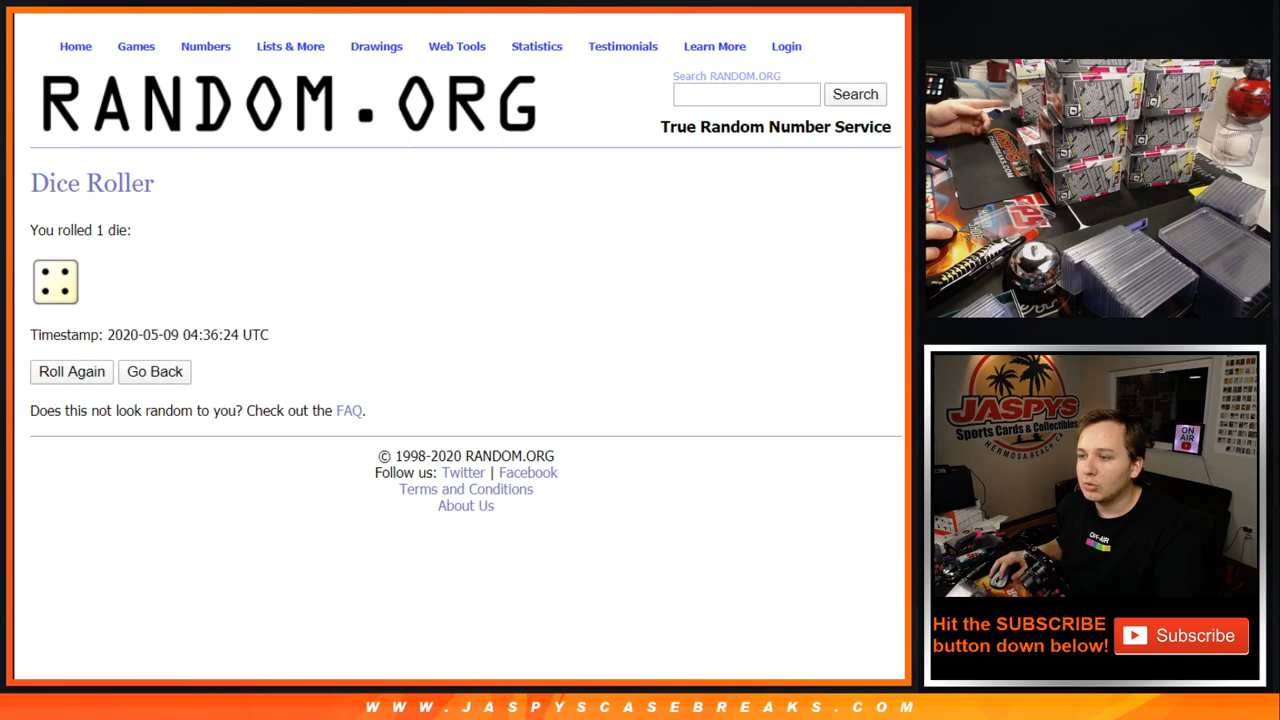 Home Games Numbers Lists & More Drawings Web Tools Statistics Testimonials Learn More Login
RANDOM.ORG
Search RANDOM.ORG
Search
True Random Number Service
Dice Roller
You rolled 1 die:
Timestamp: 2020-05-09 04:36:24 UTC
Roll Again Go Back
Does this not look random to you? Check out the FAQ.
© 1998-2020 RANDOM.ORG
Follow us: Twitter | Facebook
Terms and Conditions
About Us
JASPYS
Sports Cards & Collectibles
HERMOSA BEACH, CA
ON
AIR
OFF-AIR
Hit the SUBSCRIBE
button down below!
Subscribe
WWW.JASPYSCASEBREAKS.COM